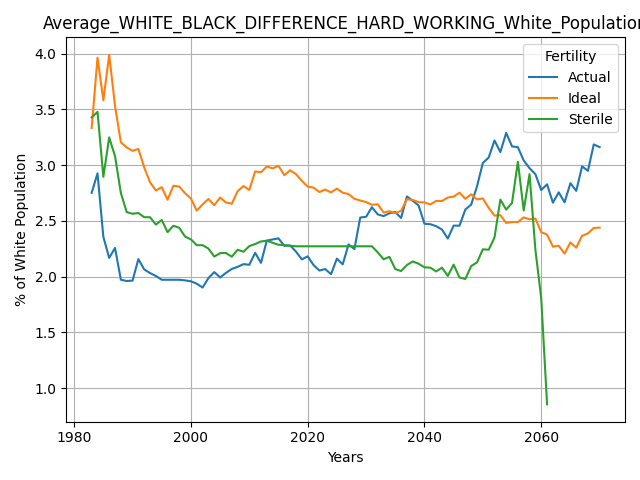 Average_WHITE_BLACK_DIFFERENCE_HARD_WORKING_White_Population
Fertility
Actual
Ideal
Sterile
% of White Population
4.0
3.5
3.0
2.5
2.0
1.5
1.0
1980
2000
2020
2040
2060
Years